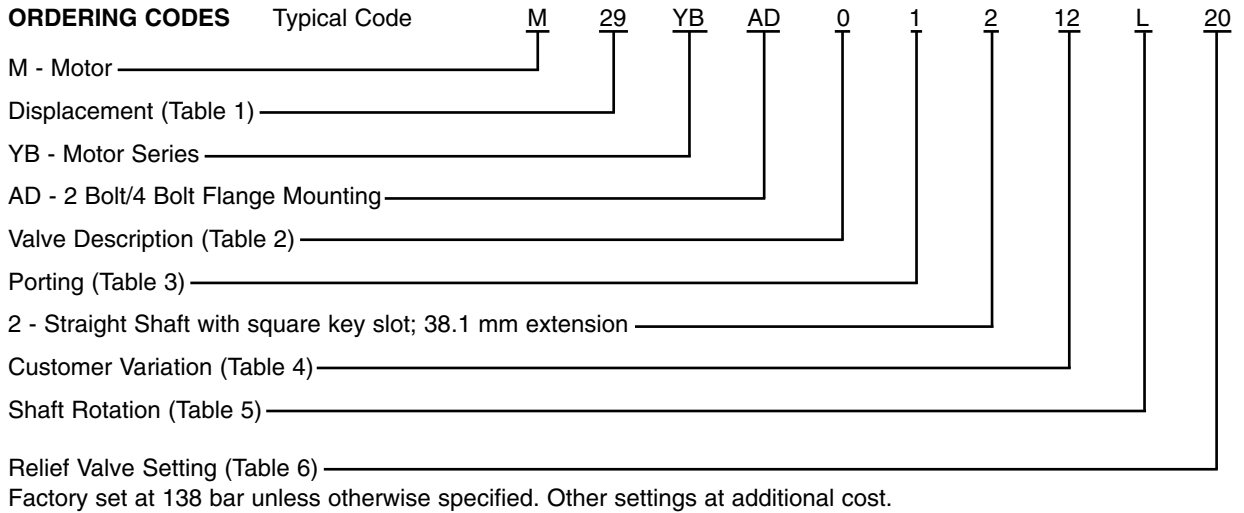 ORDERING CODES Typical Code M 29 YB AD 0 1 2 12 L 20
M - Motor
Displacement (Table 1)
YB - Motor Series
AD - 2 Bolt/4 Bolt Flange Mounting
Valve Description (Table 2)
Porting (Table 3)
2 - Straight Shaft with square key slot; 38.1 mm extension
Customer Variation (Table 4)
Shaft Rotation (Table 5)
Relief Valve Setting (Table 6)
Factory set at 138 bar unless otherwise specified. Other settings at additional cost.